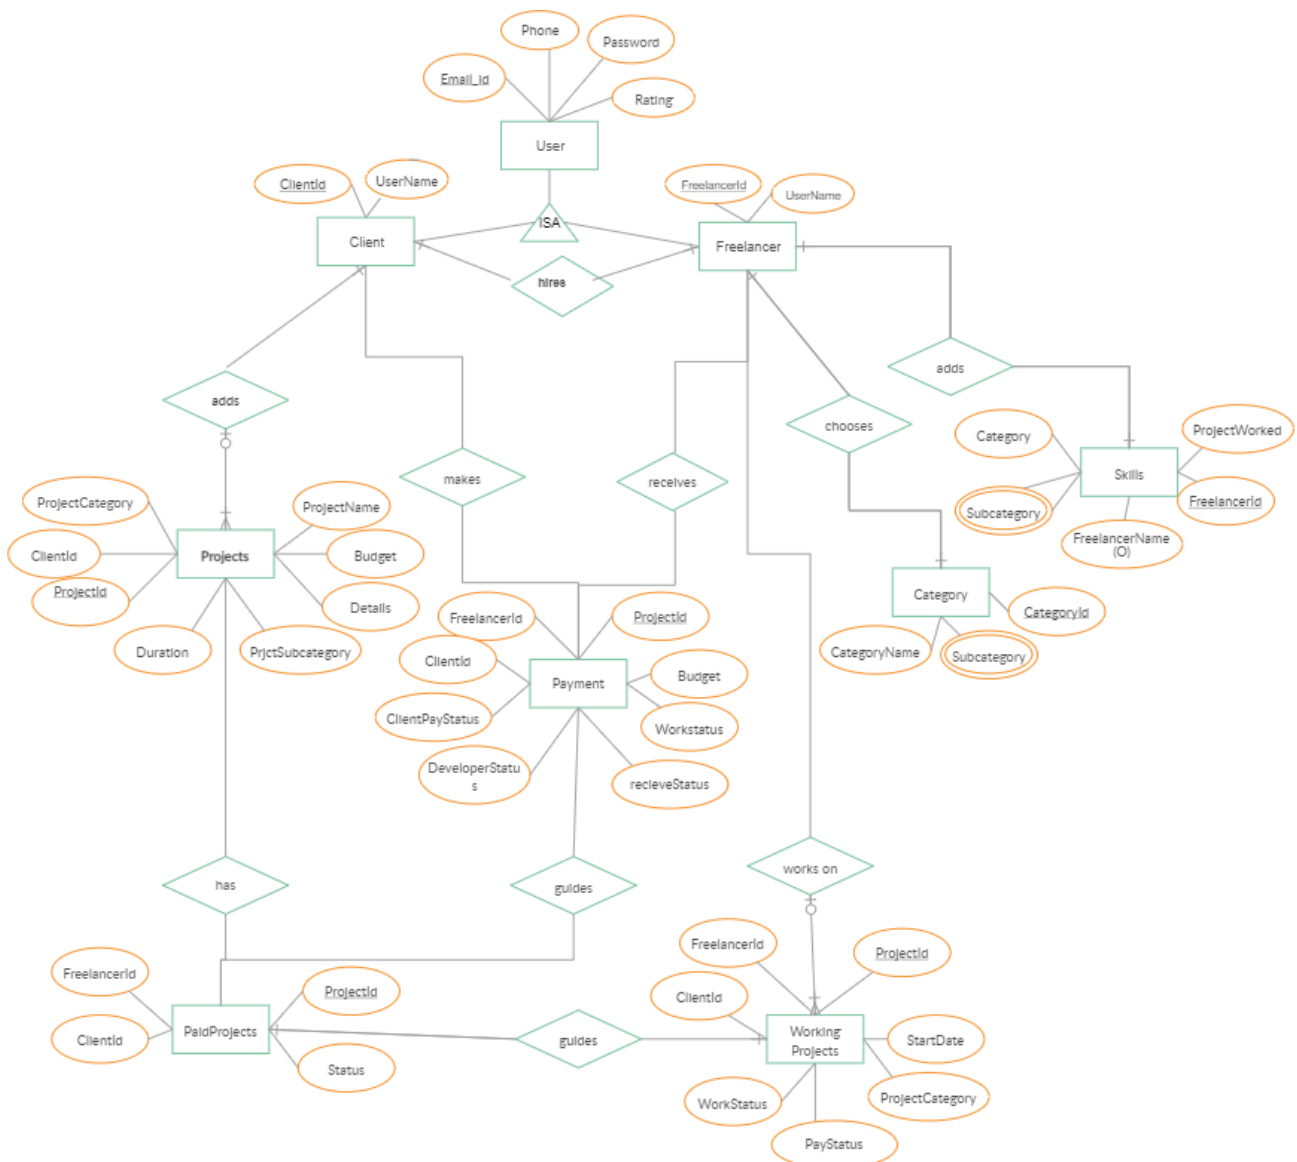 Phone
Password
Email_Id
Rating
User
ClientId
UserName
FreelancerId
UserName
ISA
Client
Freelancer
hires
adds
adds
chooses
makes
receives
Category
ProjectWorked
Skills
Subcategory
FreelancerId
FreelancerName
(O)
ProjectCategory
ProjectName
ClientId
Projects
Budget
ProjectId
Details
Duration
PrjctSubcategory
Category
CategoryId
CategoryName
Subcategory
FreelancerId
ProjectId
ClientId
Payment
Budget
ClientPayStatus
Workstatus
DeveloperStatu
s
recieveStatus
has
guides
works on
FreelancerId
ProjectId
ClientId
PaidProjects
Status
guides
FreelancerId
ProjectId
ClientId
Working
Projects
StartDate
ProjectCategory
WorkStatus
PayStatus